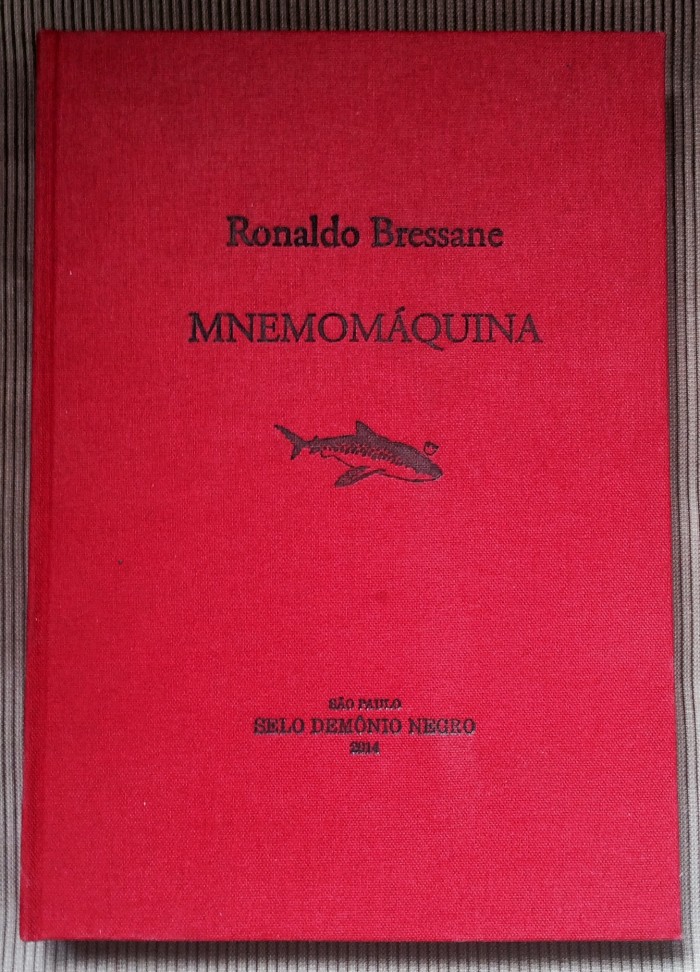 Ronaldo Bressane
MNEMOMÁQUINA
SÃO PAULO
SELO DEMÔNIO NEGRO
2014